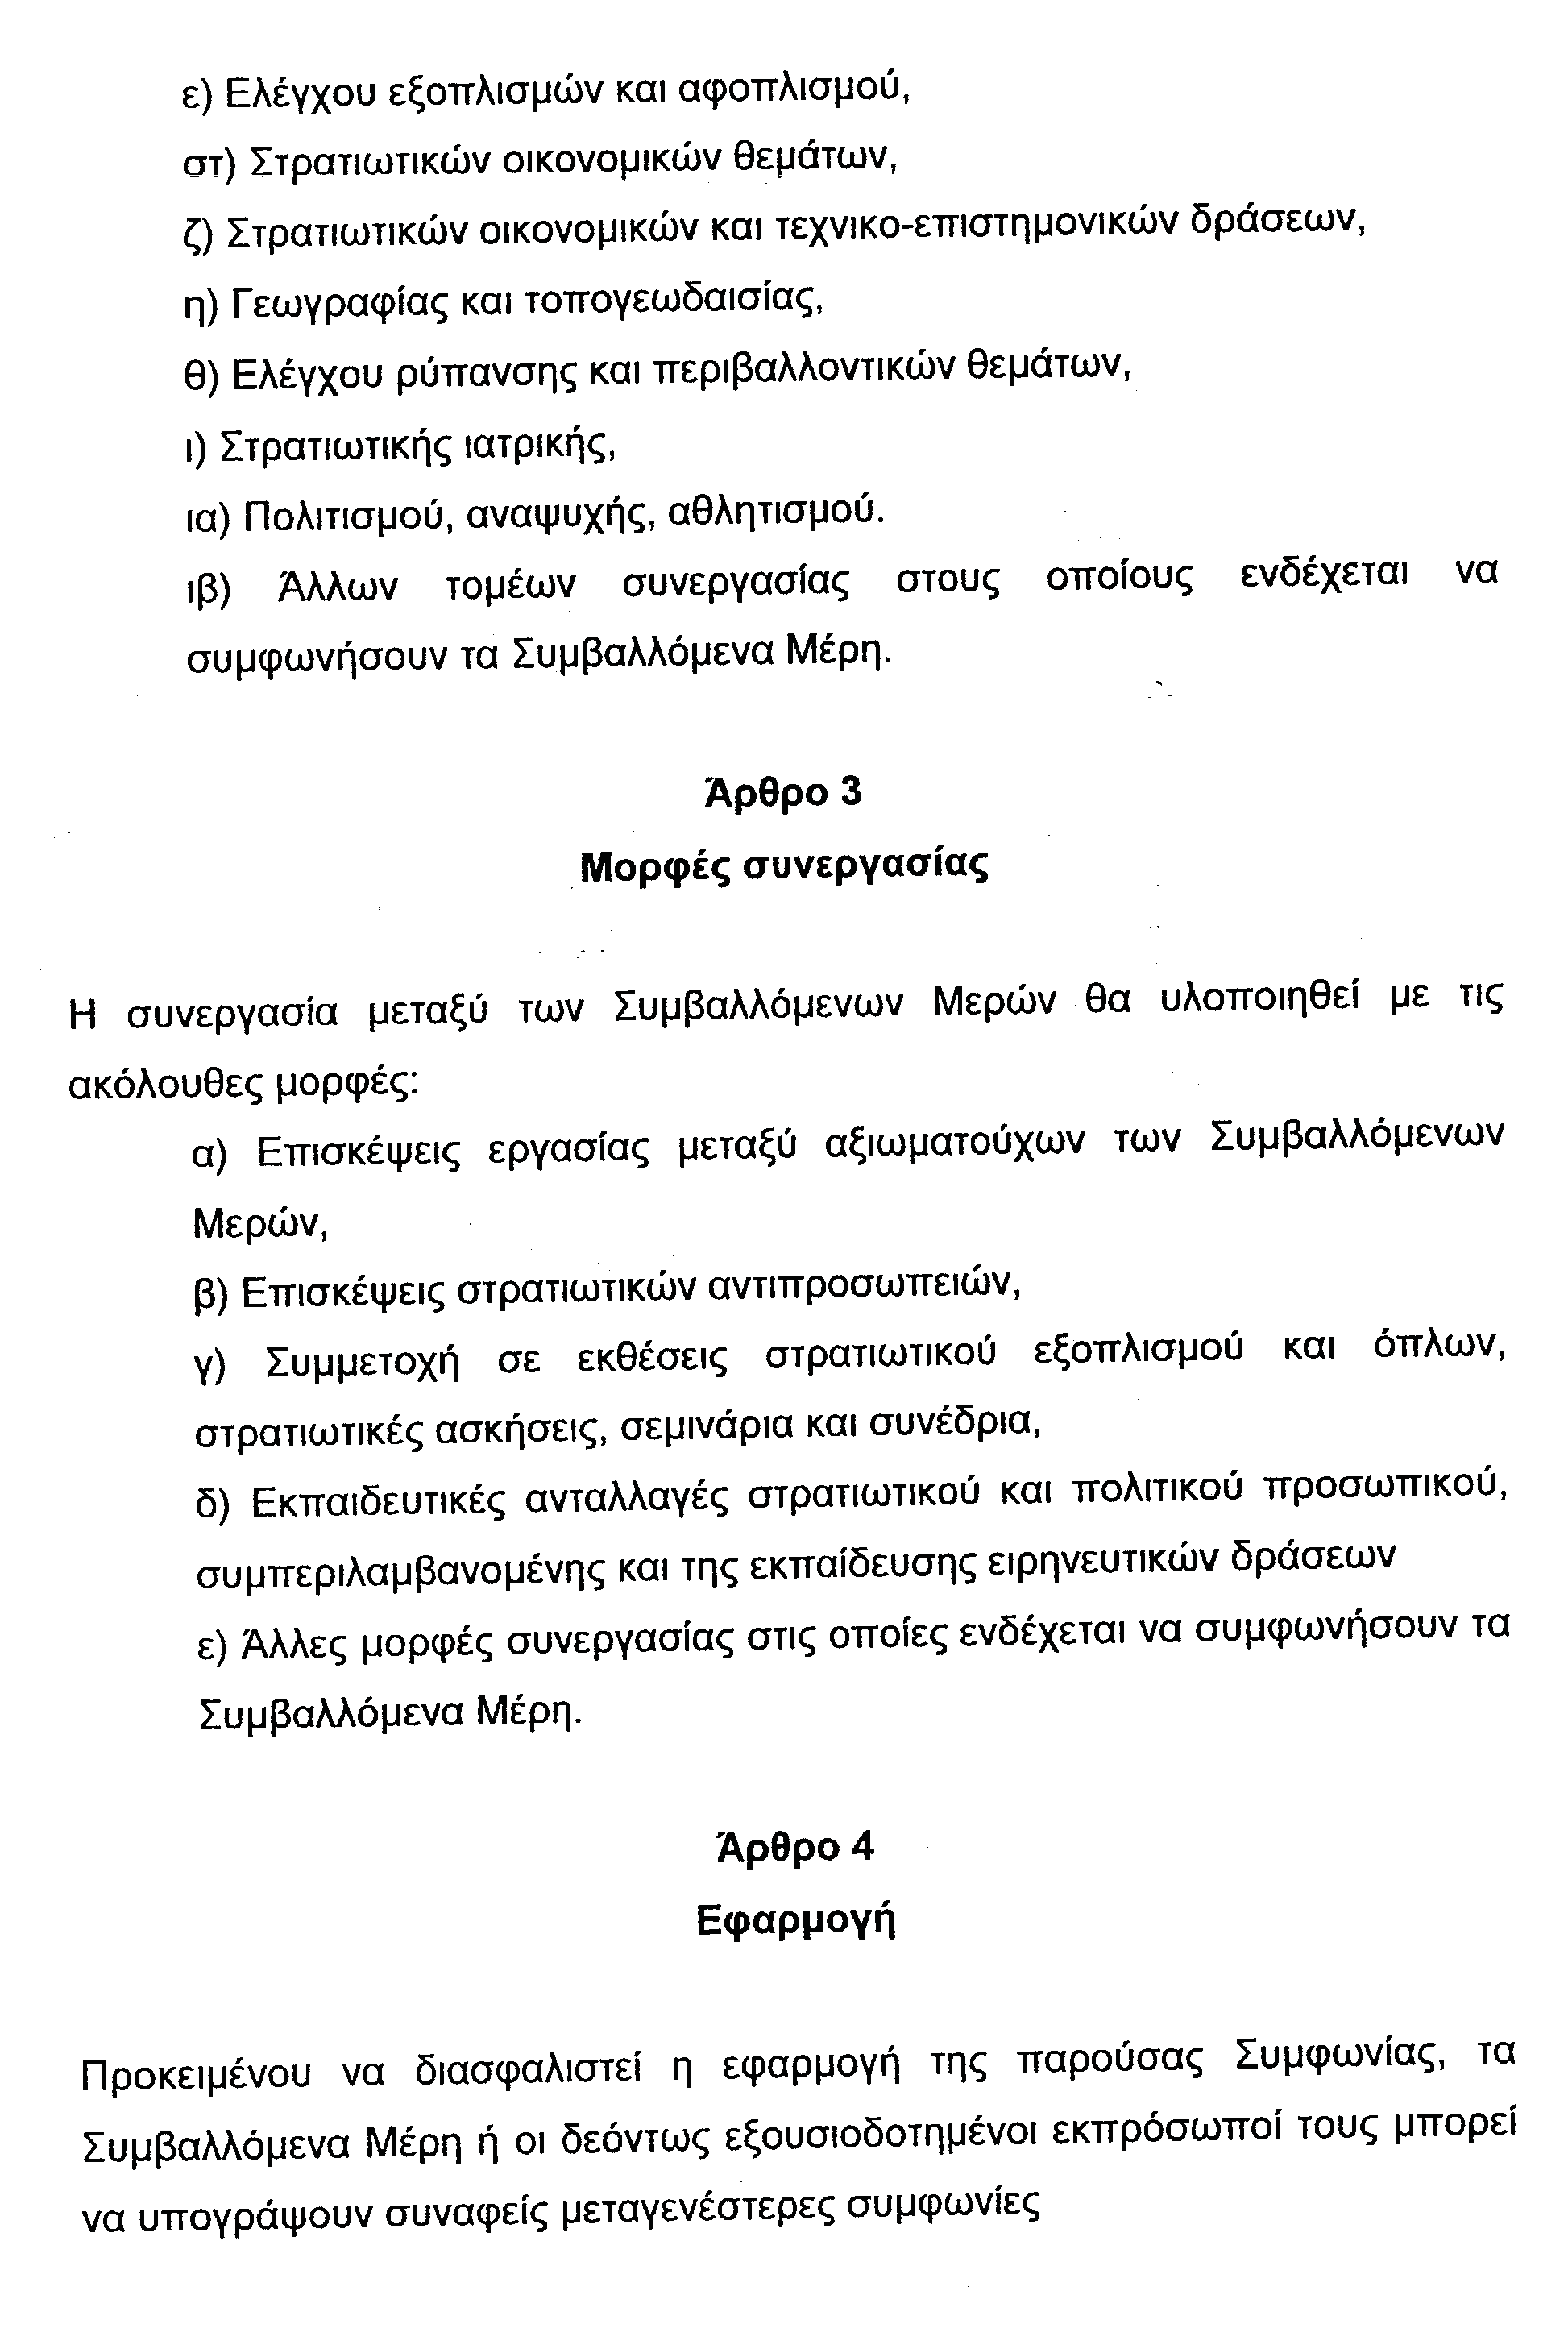 ε) Ελέγχου εξοπλισμών και αφοπλισμού,
στ) Στρατιωτικών οικονομικών θεμάτων,
ζ) Στρατιωτικών οικονομικών και τεχνικο-επιστημονικών δράσεων,
η) Γεωγραφίας και τοπογεωδαισίας,
θ) Ελέγχου ρύπανσης και περιβαλλοντικών θεμάτων,
ι) Στρατιωτικής ιατρικής,
ια) Πολιτισμού, αναψυχής, αθλητισμού.
ιβ) Άλλων τομέων συνεργασίας στους οποίους ενδέχεται να
συμφωνήσουν τα Συμβαλλόμενα Μέρη.
Άρθρο 3
Μορφές συνεργασίας
Η συνεργασία μεταξύ των Συμβαλλόμενων Μερών θα υλοποιηθεί με τις
ακόλουθες μορφές:
α) Επισκέψεις εργασίας μεταξύ αξιωματούχων των Συμβαλλόμενων
Μερών,
β) Επισκέψεις στρατιωτικών αντιπροσωπειών,
γ) Συμμετοχή σε εκθέσεις στρατιωτικού εξοπλισμού και όπλων,
στρατιωτικές ασκήσεις, σεμινάρια και συνέδρια,
δ) Εκπαιδευτικές ανταλλαγές στρατιωτικού και πολιτικού προσωπικού,
συμπεριλαμβανομένης και της εκπαίδευσης ειρηνευτικών δράσεων
ε) Άλλες μορφές συνεργασίας στις οποίες ενδέχεται να συμφωνήσουν τα
Συμβαλλόμενα Μέρη.
Άρθρο 4
Εφαρμογή
Προκειμένου να διασφαλιστεί η εφαρμογή της παρούσας Συμφωνίας, τα
Συμβαλλόμενα Μέρη ή οι δεόντως εξουσιοδοτημένοι εκπρόσωποί τους μπορεί
να υπογράψουν συναφείς μεταγενέστερες συμφωνίες